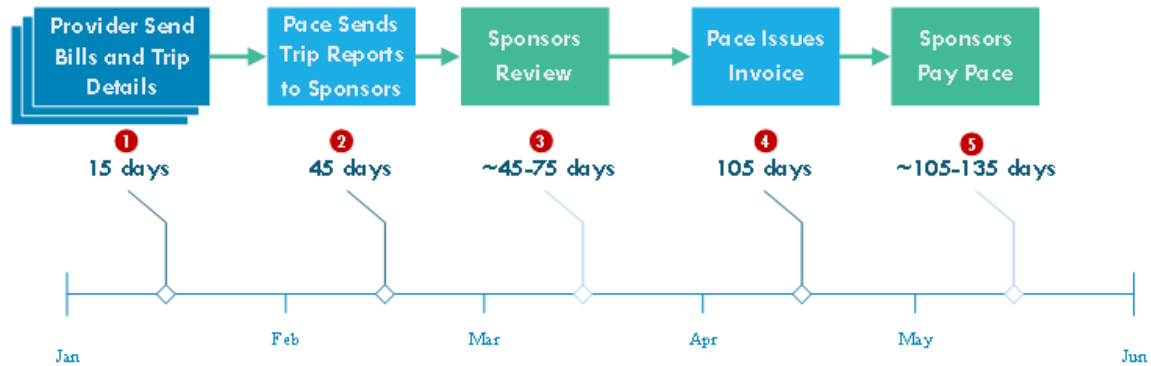 Provider Send
Bills and Trip
Details
Pace Sends
Trip Reports
to Sponsors
Sponsors
Review
Pace Issues
Invoice
Sponsors
Pay Pace
1
15 days
2
45 days
3
~45-75 days
4
105 days
5
~105-135 days
Jan
Feb
Mar
Apr
May
Jun